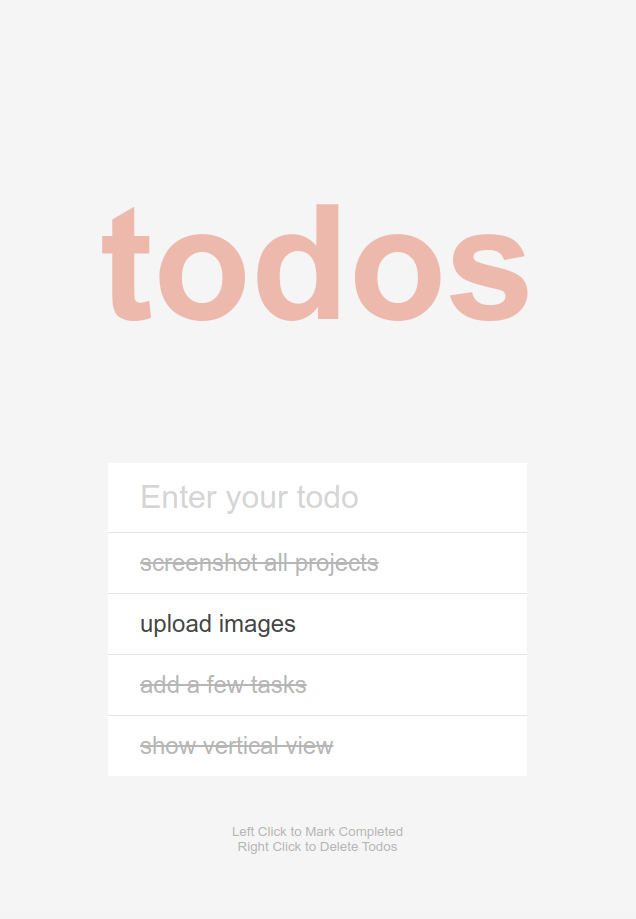 todos
Enter your todo
screenshot all projects
upload images
add a few tasks
show vertical view
Left Click to Mark Completed
Right Click to Delete Todos